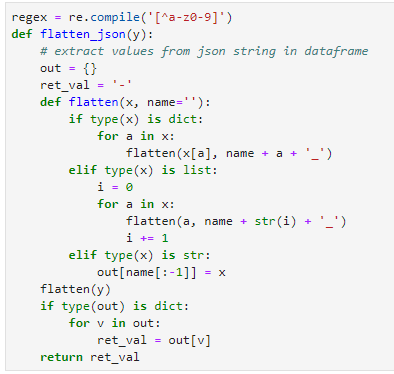 regex = re.compile('[^a-z0-9]')
def flatten_json(y):
    # extract values from json string in dataframe
    out = {}
    ret_val = '-'
    def flatten(x, name=''):
        if type(x) is dict:
            for a in x:
                flatten(x[a], name + a + '_')
        elif type(x) is list:
            i = 0
            for a in x:
                flatten(a, name + str(i) + '_')
                i += 1
        elif type(x) is str:
            out[name[:-1]] = x
    flatten(y)
    if type(out) is dict:
        for v in out:
            ret_val = out[v]
    return ret_val